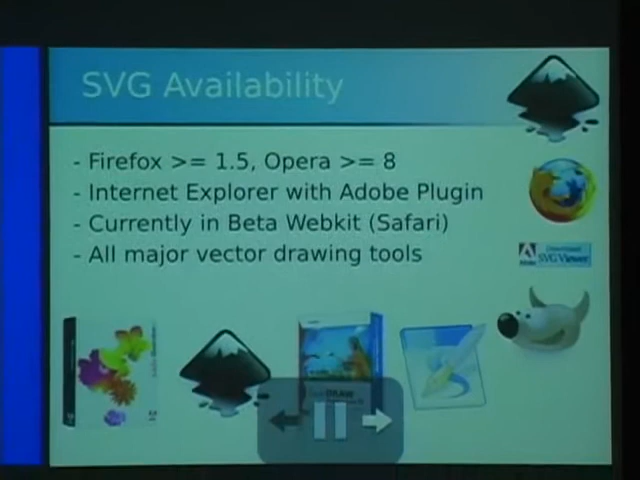 SVG Availability
- Firefox >= 1.5, Opera >= 8
- Internet Explorer with Adobe Plugin
- Currently in Beta Webkit (Safari)
- All major vector drawing tools
SVG Viewer
DRAW